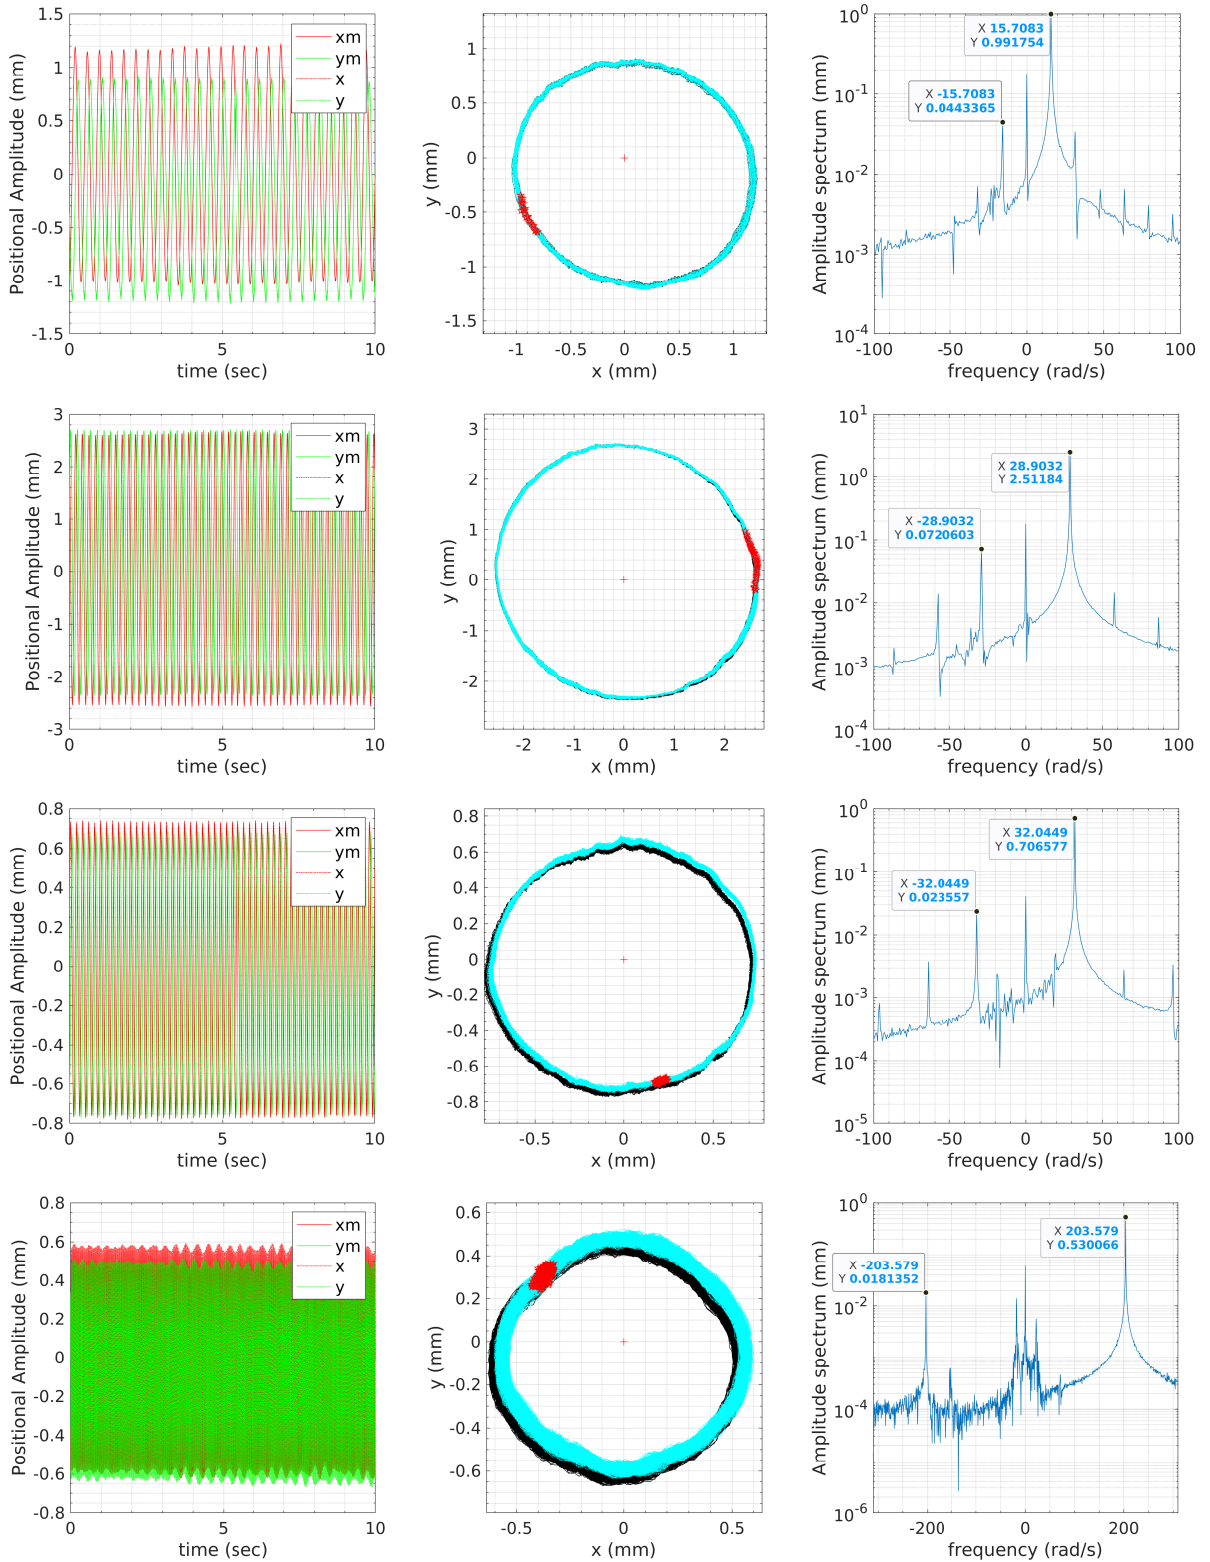 1.5
1
0.5
0
-0.5
-1
-1.5
0
5
10
Positional Amplitude (mm)
time (sec)
xm
ym
x
y
1
0.5
0
-0.5
-1
-1.5
-1
-0.5
0
0.5
1
y (mm)
x (mm)
10^0
10^-1
10^-2
10^-3
10^-4
-100
-50
0
50
100
Amplitude spectrum (mm)
frequency (rad/s)
X 15.7083
Y 0.991754
X -15.7083
Y 0.0443365
3
2
1
0
-1
-2
-3
0
5
10
Positional Amplitude (mm)
time (sec)
xm
ym
x
y
3
2
1
0
-1
-2
-2
-1
0
1
2
y (mm)
x (mm)
10^1
10^0
10^-1
10^-2
10^-3
10^-4
-100
-50
0
50
100
Amplitude spectrum (mm)
frequency (rad/s)
X 28.9032
Y 2.51184
X -28.9032
Y 0.0720603
0.8
0.6
0.4
0.2
0
-0.2
-0.4
-0.6
-0.8
0
5
10
Positional Amplitude (mm)
time (sec)
xm
ym
x
y
0.8
0.6
0.4
0.2
0
-0.2
-0.4
-0.6
-0.8
-0.5
0
0.5
y (mm)
x (mm)
10^0
10^-1
10^-2
10^-3
10^-4
10^-5
-100
-50
0
50
100
Amplitude spectrum (mm)
frequency (rad/s)
X 32.0449
Y 0.706577
X -32.0449
Y 0.023557
0.8
0.6
0.4
0.2
0
-0.2
-0.4
-0.6
-0.8
0
5
10
Positional Amplitude (mm)
time (sec)
xm
ym
x
y
0.6
0.4
0.2
0
-0.2
-0.4
-0.6
-0.5
0
0.5
y (mm)
x (mm)
10^0
10^-2
10^-4
10^-6
-200
0
200
Amplitude spectrum (mm)
frequency (rad/s)
X 203.579
Y 0.530066
X -203.579
Y 0.0181352